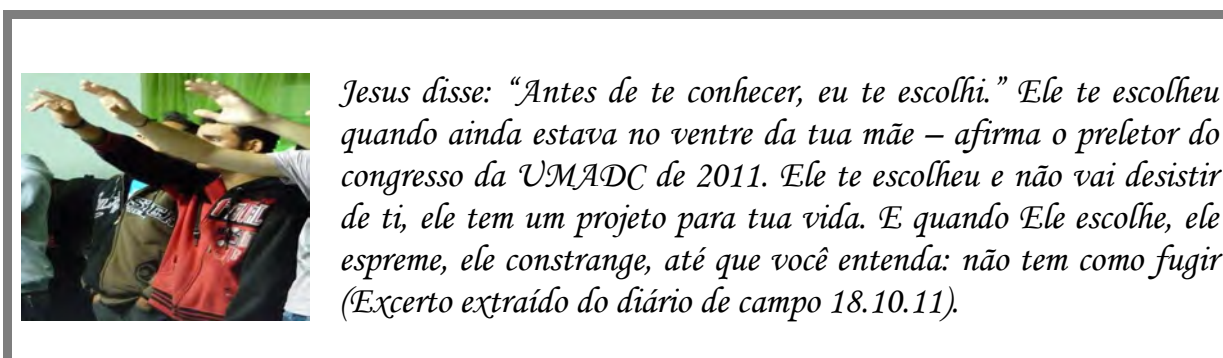 Jesus disse: “Antes de te conhecer, eu te escolhi.” Ele te escolheu
quando ainda estava no ventre da tua mãe – afirma o preletor do
congresso da UMADC de 2011. Ele te escolheu e não vai desistir
de ti, ele tem um projeto para tua vida. E quando Ele escolhe, ele
espreme, ele constrange, até que você entenda: não tem como fugir
(Excerto extraído do diário de campo 18.10.11).